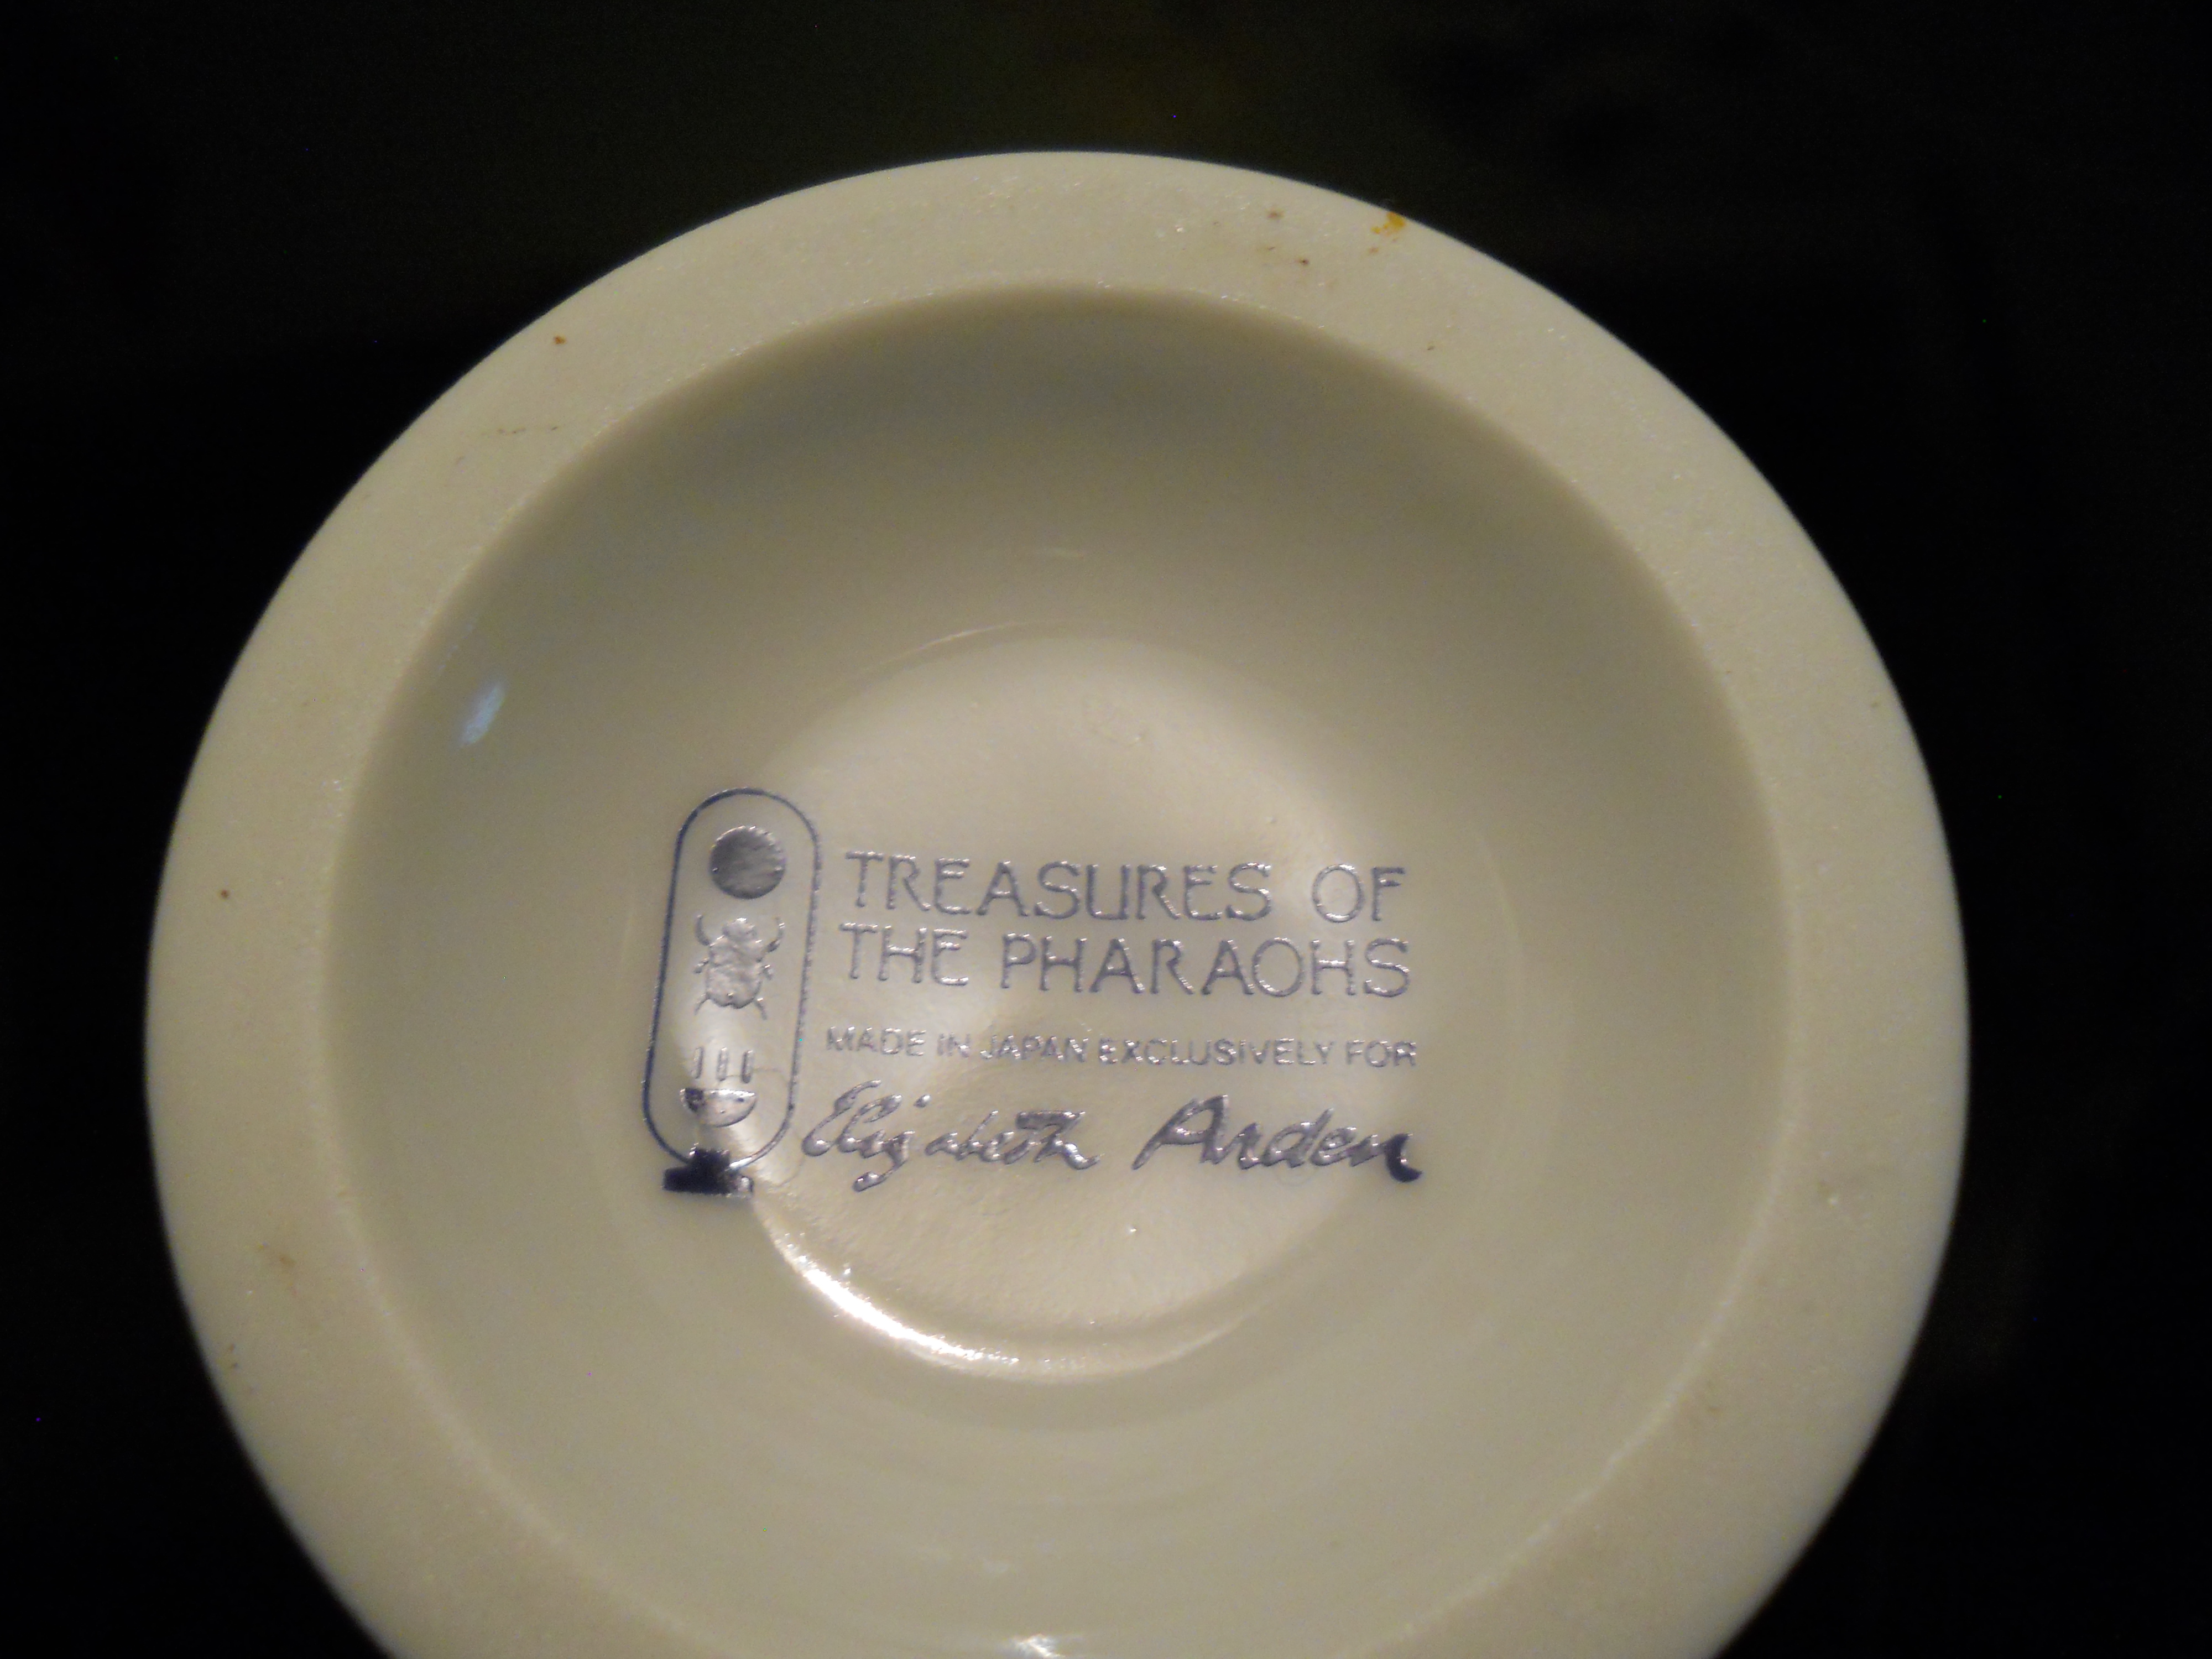 TREASURES OF
THE PHARAOHS
MADE IN JAPAN EXCLUSIVELY FOR
Elizabeth Arden